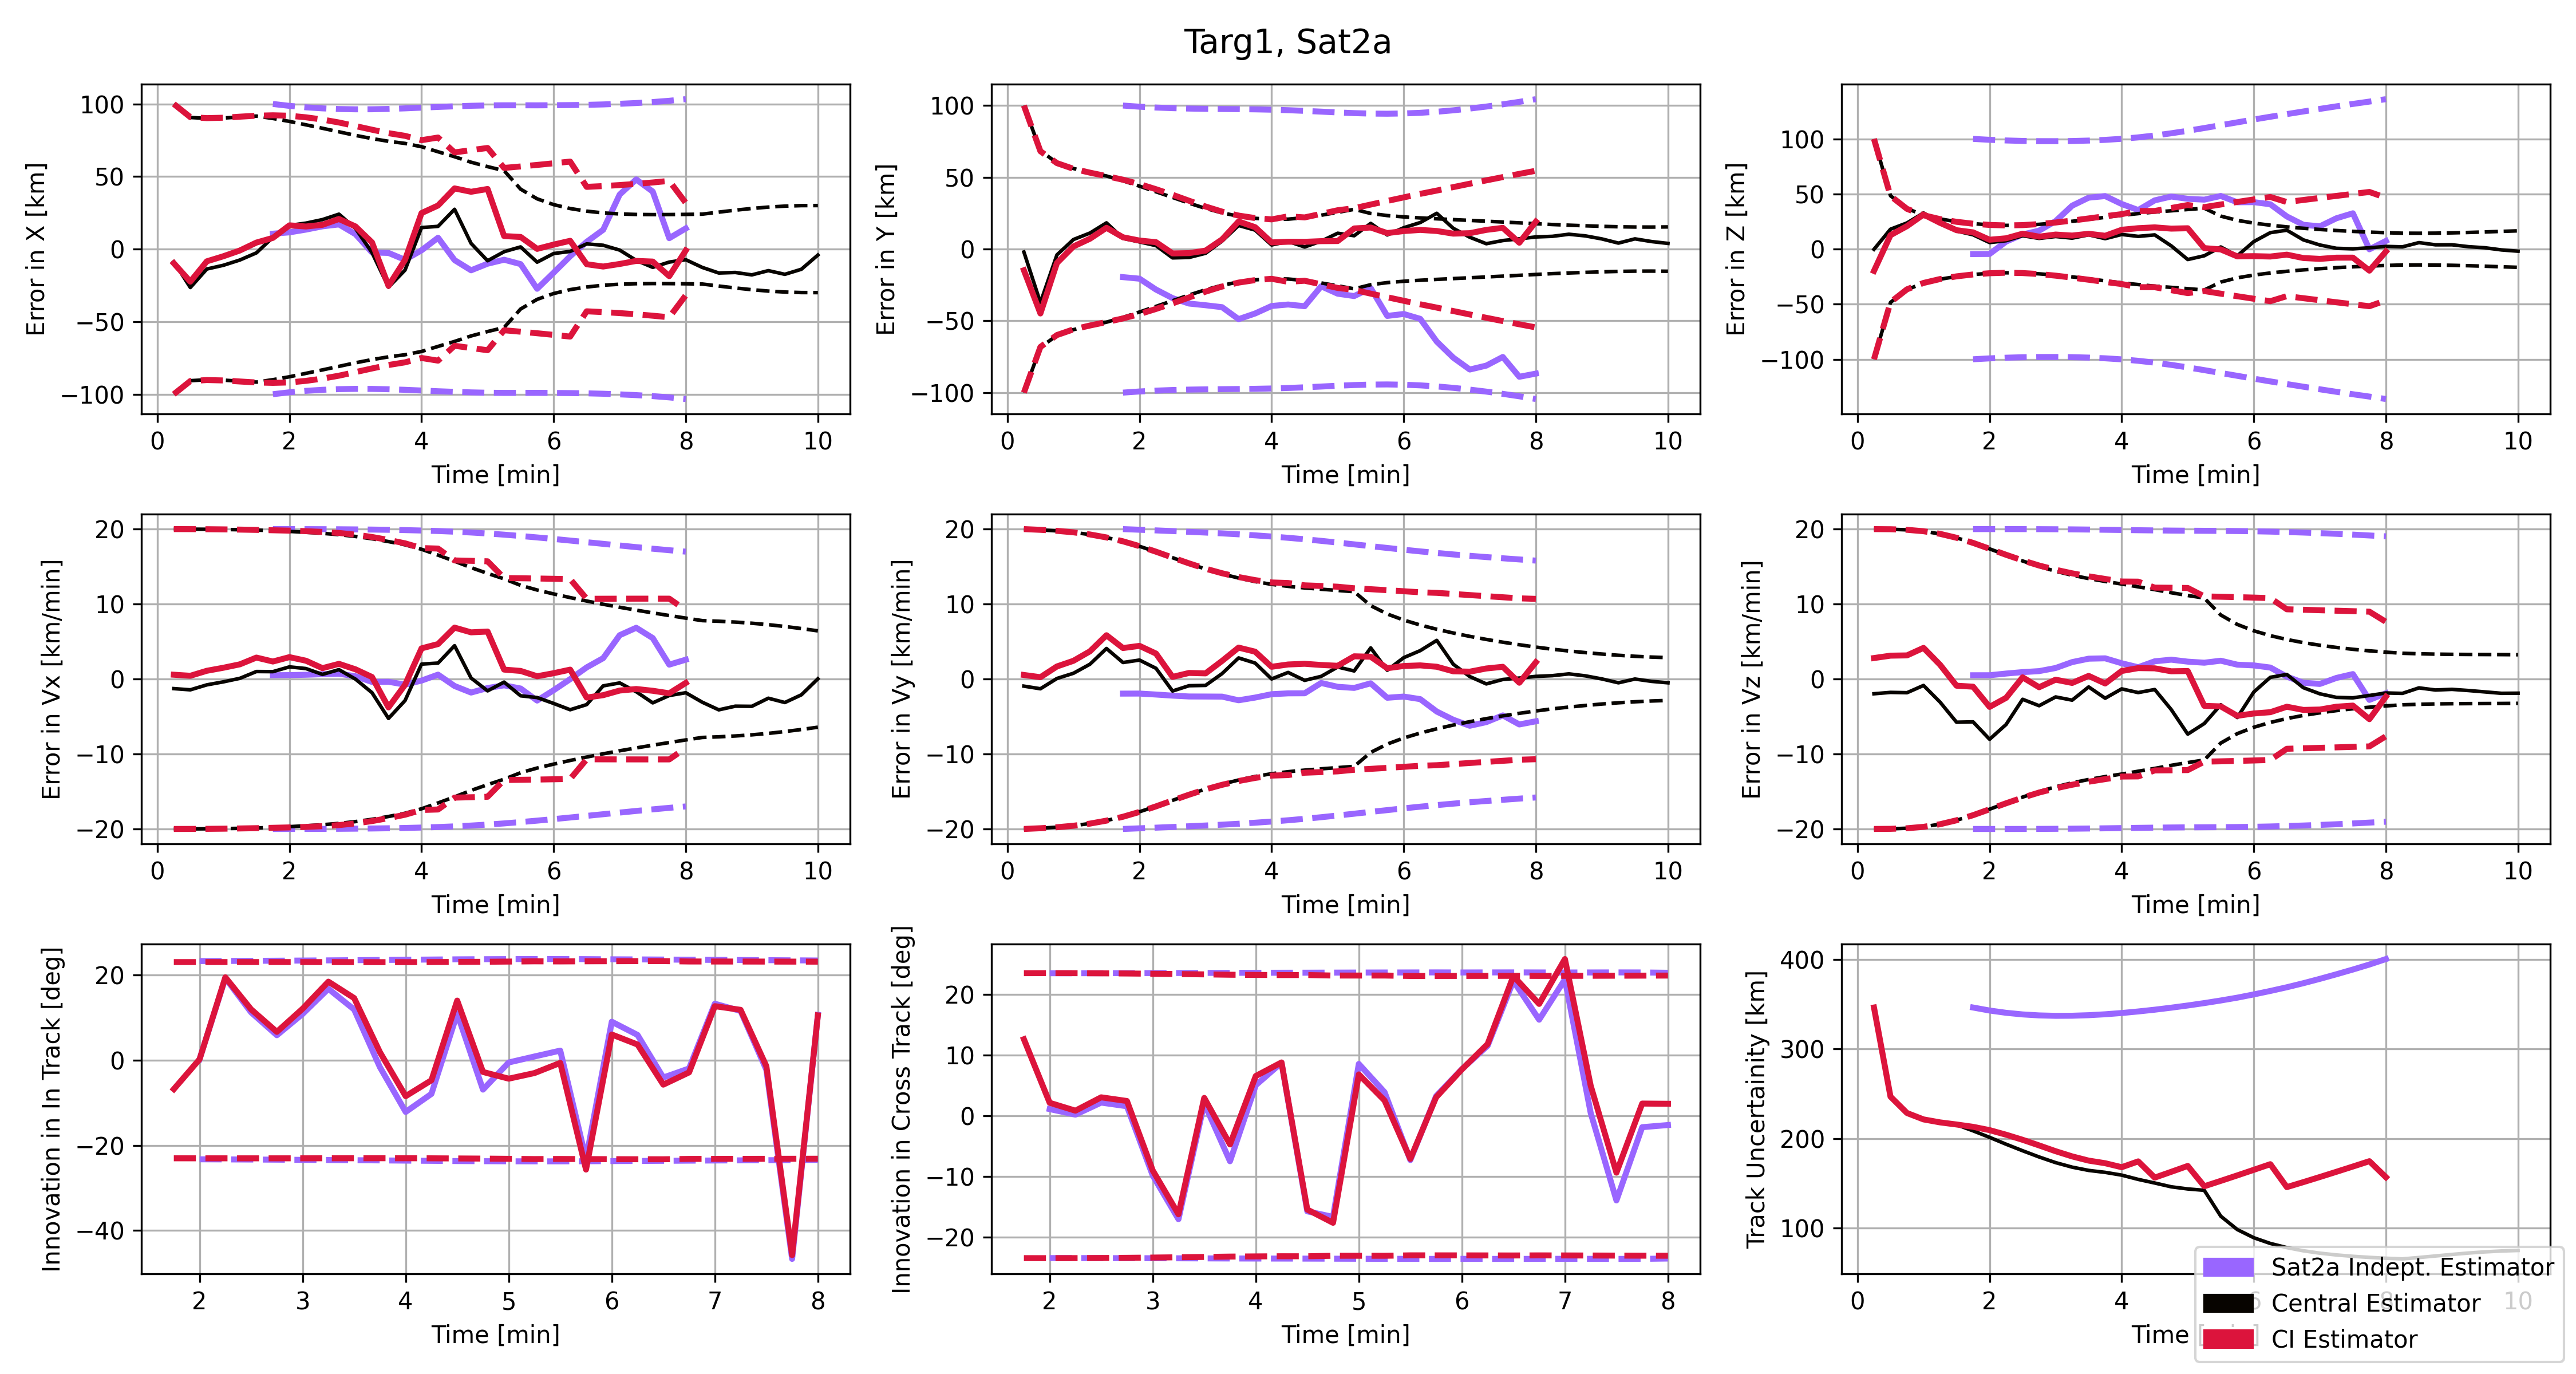 Targ1, Sat2a
Error in X [km]
100
50
0
−50
−100
0 2 4 6 8 10
Time [min]
Error in Y [km]
100
50
0
−50
−100
0 2 4 6 8 10
Time [min]
Error in Z [km]
100
50
0
−50
−100
0 2 4 6 8 10
Time [min]
Error in Vx [km/min]
20
10
0
−10
−20
0 2 4 6 8 10
Time [min]
Error in Vy [km/min]
20
10
0
−10
−20
0 2 4 6 8 10
Time [min]
Error in Vz [km/min]
20
10
0
−10
−20
0 2 4 6 8 10
Time [min]
Innovation in In Track [deg]
20
0
−20
−40
2 3 4 5 6 7 8
Time [min]
Innovation in Cross Track [deg]
20
10
0
−10
−20
2 3 4 5 6 7 8
Time [min]
Track Uncertainity [km]
400
300
200
100
0 2 4 6 8 10
Time
Sat2a Indept. Estimator
Central Estimator
CI Estimator